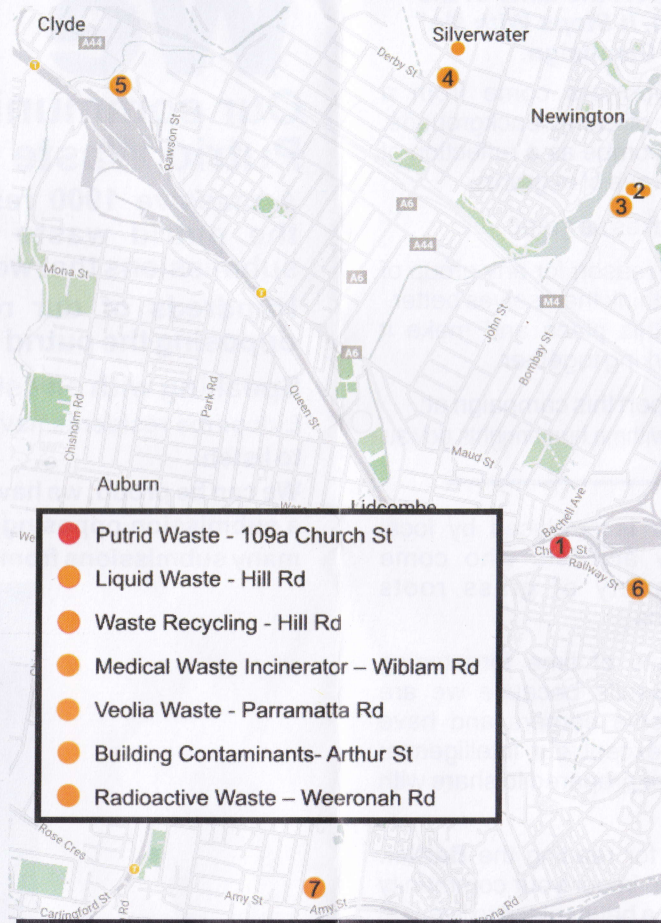 Clyde
A44
Silverwater
Derby St
5
4
Newington
Rawson St
2
3
A6
A44
Mona St
A6
M4
John St
Bombay St
A6
Park Rd
Queen St
Chisholm Rd
Maud St
Auburn
Lidcombe
Bachell Ave
1
Church St
Railway St
6
Putrid Waste - 109a Church St
Liquid Waste - Hill Rd
Waste Recycling - Hill Rd
Medical Waste Incinerator – Wiblam Rd
Veolia Waste - Parramatta Rd
Building Contaminants- Arthur St
Radioactive Waste – Weeronah Rd
Rose Cres
7
Carlingford St
Amy St
Amy St